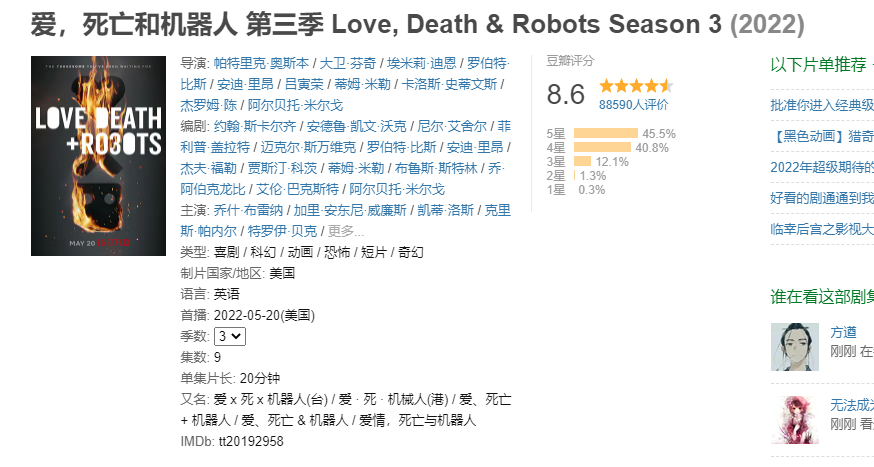 爱，死亡和机器人 第三季 Love, Death & Robots Season 3 (2022)
LOVE DEATH
+ROBOTS
MAY 20
导演: 帕特里克·奥斯本 / 大卫·芬奇 / 埃米莉·迪恩 / 罗伯特·
比斯 / 安迪·里昂 / 吕寅荣 / 蒂姆·米勒 / 卡洛斯·史蒂文斯 /
杰罗姆·陈 / 阿尔贝托·米尔戈
编剧: 约翰·斯卡尔齐 / 安德鲁·凯文·沃克 / 尼尔·艾舍尔 / 菲
利普·盖拉特 / 迈克尔·斯万维克 / 罗伯特·比斯 / 安迪·里昂 /
杰夫·福勒 / 贾斯汀·科茨 / 蒂姆·米勒 / 布鲁斯·斯特林 / 乔·
阿伯克龙比 / 艾伦·巴克斯特 / 阿尔贝托·米尔戈
主演: 乔什·布雷纳 / 加里·安东尼·威廉斯 / 凯蒂·洛斯 / 克里
斯·帕内尔 / 特罗伊·贝克 / 更多...
类型: 喜剧 / 科幻 / 动画 / 恐怖 / 短片 / 奇幻
制片国家/地区: 美国
语言: 英语
首播: 2022-05-20(美国)
季数: 3
集数: 9
单集片长: 20分钟
又名: 爱 x 死 x 机器人(台) / 爱 · 死 · 机械人(港) / 爱、死亡
+ 机器人 / 爱、死亡 & 机器人 / 爱情，死亡与机器人
IMDb: tt20192958
豆瓣评分
8.6
88590人评价
5星 45.5%
4星 40.8%
3星 12.1%
2星 1.3%
1星 0.3%
以下片单推荐
批准你进入经典级
【黑色动画】猎奇
2022年超级期待的
好看的剧通通到我
临幸后宫之影视大
谁在看这部剧集
方遒
刚刚 在
无法成为
刚刚 看